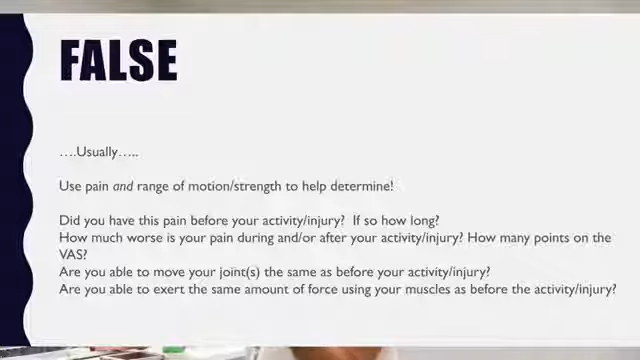 FALSE
….Usually…..
Use pain and range of motion/strength to help determine!
Did you have this pain before your activity/injury? If so how long?
How much worse is your pain during and/or after your activity/injury? How many points on the
VAS?
Are you able to move your joint(s) the same as before your activity/injury?
Are you able to exert the same amount of force using your muscles as before the activity/injury?